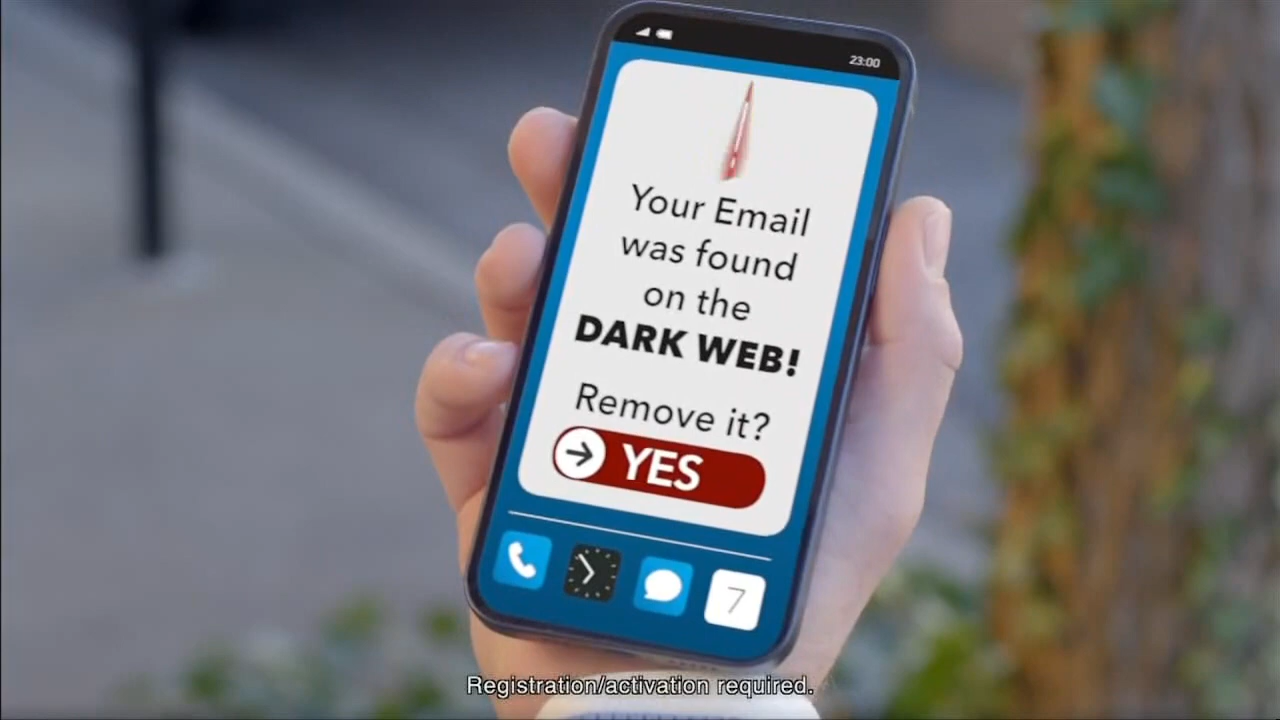 23:00
Your Email
was found
on the
DARK WEB!
Remove it?
YES
7
Registration/activation required.